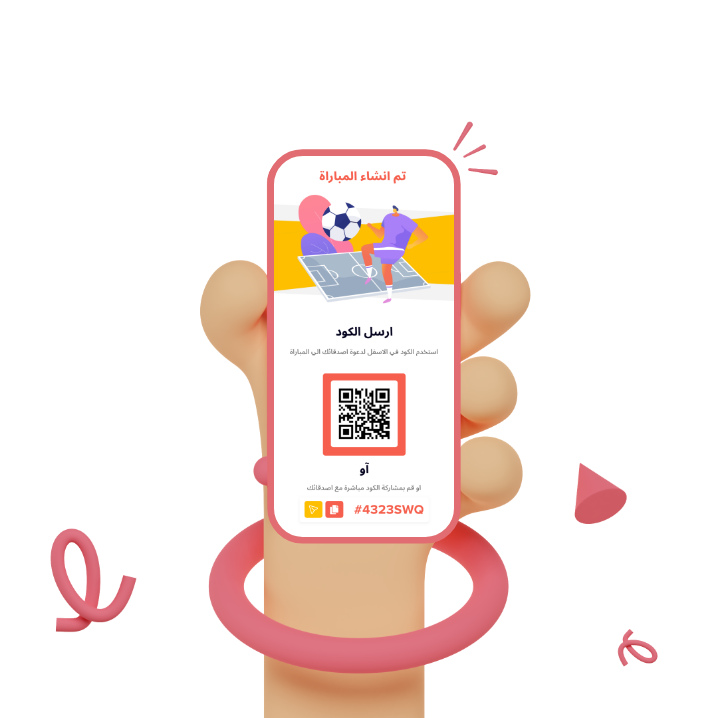 تم انشاء المباراة
ارسل الكود
استخدم الكود في الاسفل لدعوة اصدقائك الي المباراة
أو
او قم بمشاركة الكود مباشرة مع اصدقائك
#4323SWQ